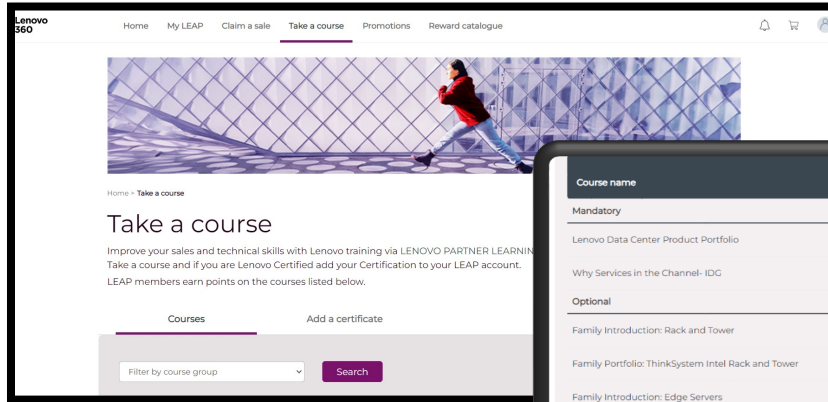 Lenovo
360
Home My LEAP Claim a sale Take a course Promotions Reward catalogue
Home > Take a course
Take a course
Improve your sales and technical skills with Lenovo training via LENOVO PARTNER
Take a course and if you are Lenovo Certified add your Certification to your LEAP account.
LEAP members earn points on the courses listed below.
Courses Add a certificate
Filter by course group Search
Course name
Mandatory
Lenovo Data Center Product Portfolio
Why Services in the Channel- IDG
Optional
Family Introduction: Rack and Tower
Family Portfolio: ThinkSystem Intel Rack and Tower
Family Introduction: Edge Servers